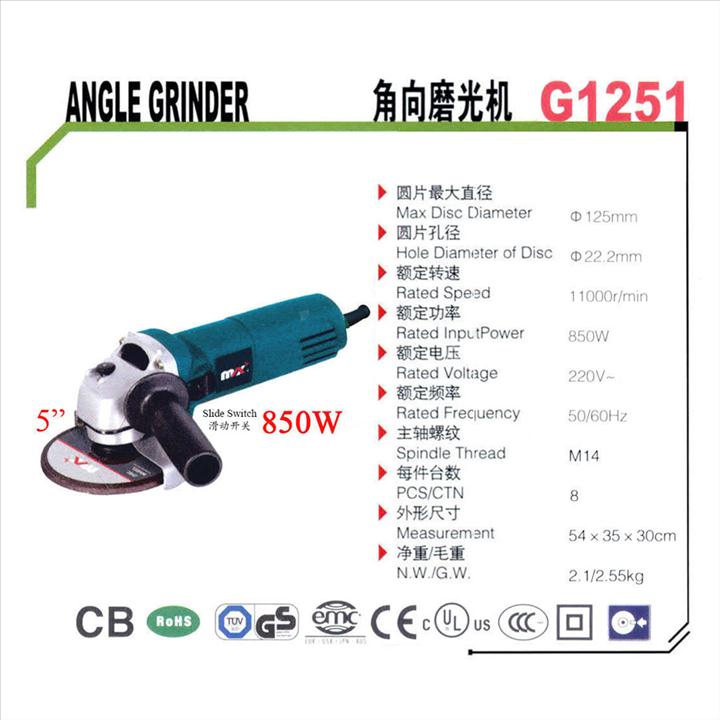 ANGLE GRINDER
角向磨光机 G1251
圆片最大直径
Max Disc Diameter Φ125mm
圆片孔径
Hole Diameter of Disc Φ22.2mm
额定转速
Rated Speed 11000r/min
额定功率
Rated InputPower 850W
额定电压
Rated Voltage 220V~
额定频率
Rated Frequency 50/60Hz
主轴螺纹
Spindle Thread M14
每件台数
PCS/CTN 8
外形尺寸
Measurement 54×35×30cm
净重/毛重
N.W./G.W. 2.1/2.55kg
5”
Slide Switch
滑动开关
850W
CB RoHS TÜV GS emc CE c UL US CCC